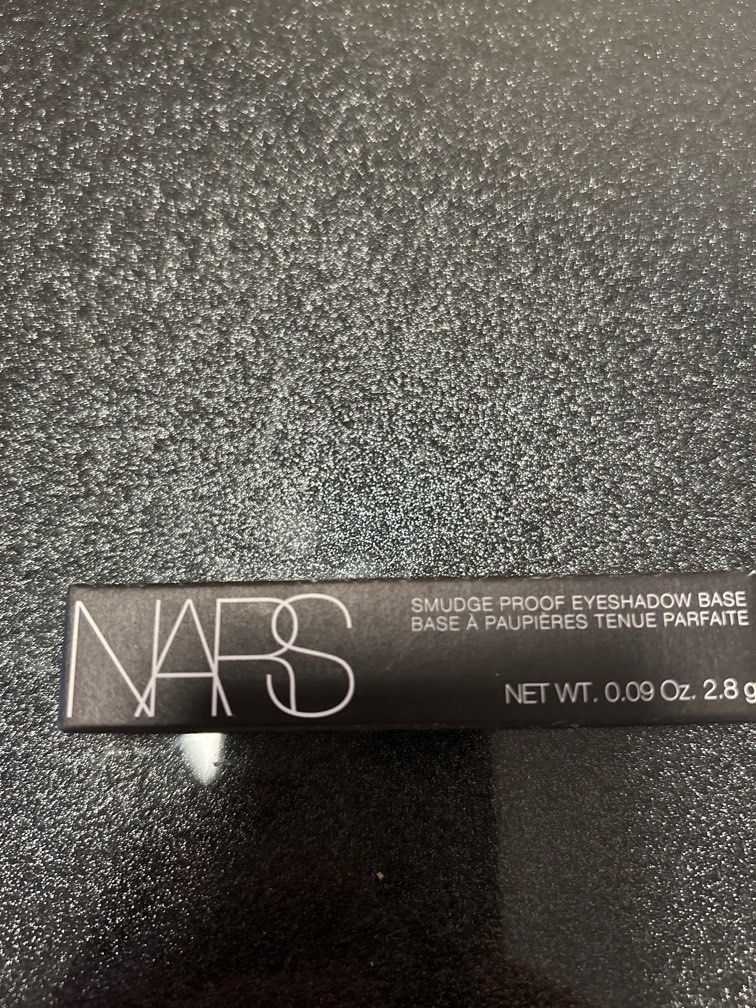 NARS
SMUDGE PROOF EYESHADOW BASE
BASE À PAUPIÈRES TENUE PARFAITE
NET WT. 0.09 Oz. 2.8 g